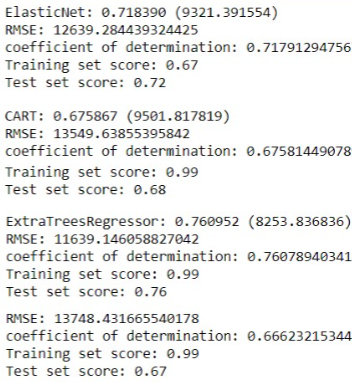 ElasticNet: 0.718390 (9321.391554)
RMSE: 12639.284439324425
coefficient of determination: 0.71791294756
Training set score: 0.67
Test set score: 0.72
CART: 0.675867 (9501.817819)
RMSE: 13549.63855395842
coefficient of determination: 0.67581449078
Training set score: 0.99
Test set score: 0.68
ExtraTreesRegressor: 0.760952 (8253.836836)
RMSE: 11639.146058827042
coefficient of determination: 0.76078940341
Training set score: 0.99
Test set score: 0.76
RMSE: 13748.431665540178
coefficient of determination: 0.66623215344
Training set score: 0.99
Test set score: 0.67